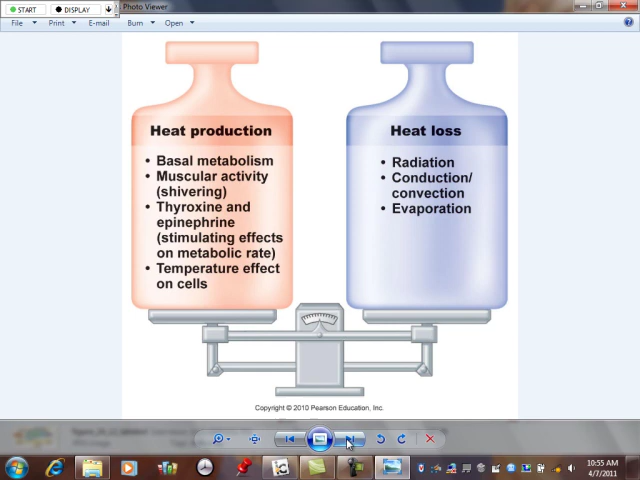 START
DISPLAY
Photo Viewer
File
Print
E-mail
Burn
Open
Heat production
• Basal metabolism
• Muscular activity
(shivering)
• Thyroxine and
epinephrine
(stimulating effects
on metabolic rate)
• Temperature effect
on cells
Heat loss
• Radiation
• Conduction/
convection
• Evaporation
Copyright © 2010 Pearson Education, Inc.
10:55 AM
4/7/2011